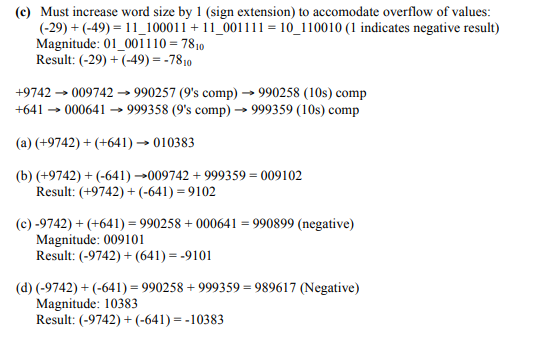 (c) Must increase word size by 1 (sign extension) to accomodate overflow of values:
(-29) + (-49) = 11_100011 + 11_001111 = 10_110010 (1 indicates negative result)
Magnitude: 01_001110 = 78₁₀
Result: (-29) + (-49) = -78₁₀
+9742 → 009742 → 990257 (9's comp) → 990258 (10s) comp
+641 → 000641 → 999358 (9's comp) → 999359 (10s) comp
(a) (+9742) + (+641) → 010383
(b) (+9742) + (-641) →009742 + 999359 = 009102
Result: (+9742) + (-641) = 9102
(c) -9742) + (+641) = 990258 + 000641 = 990899 (negative)
Magnitude: 009101
Result: (-9742) + (641) = -9101
(d) (-9742) + (-641) = 990258 + 999359 = 989617 (Negative)
Magnitude: 10383
Result: (-9742) + (-641) = -10383